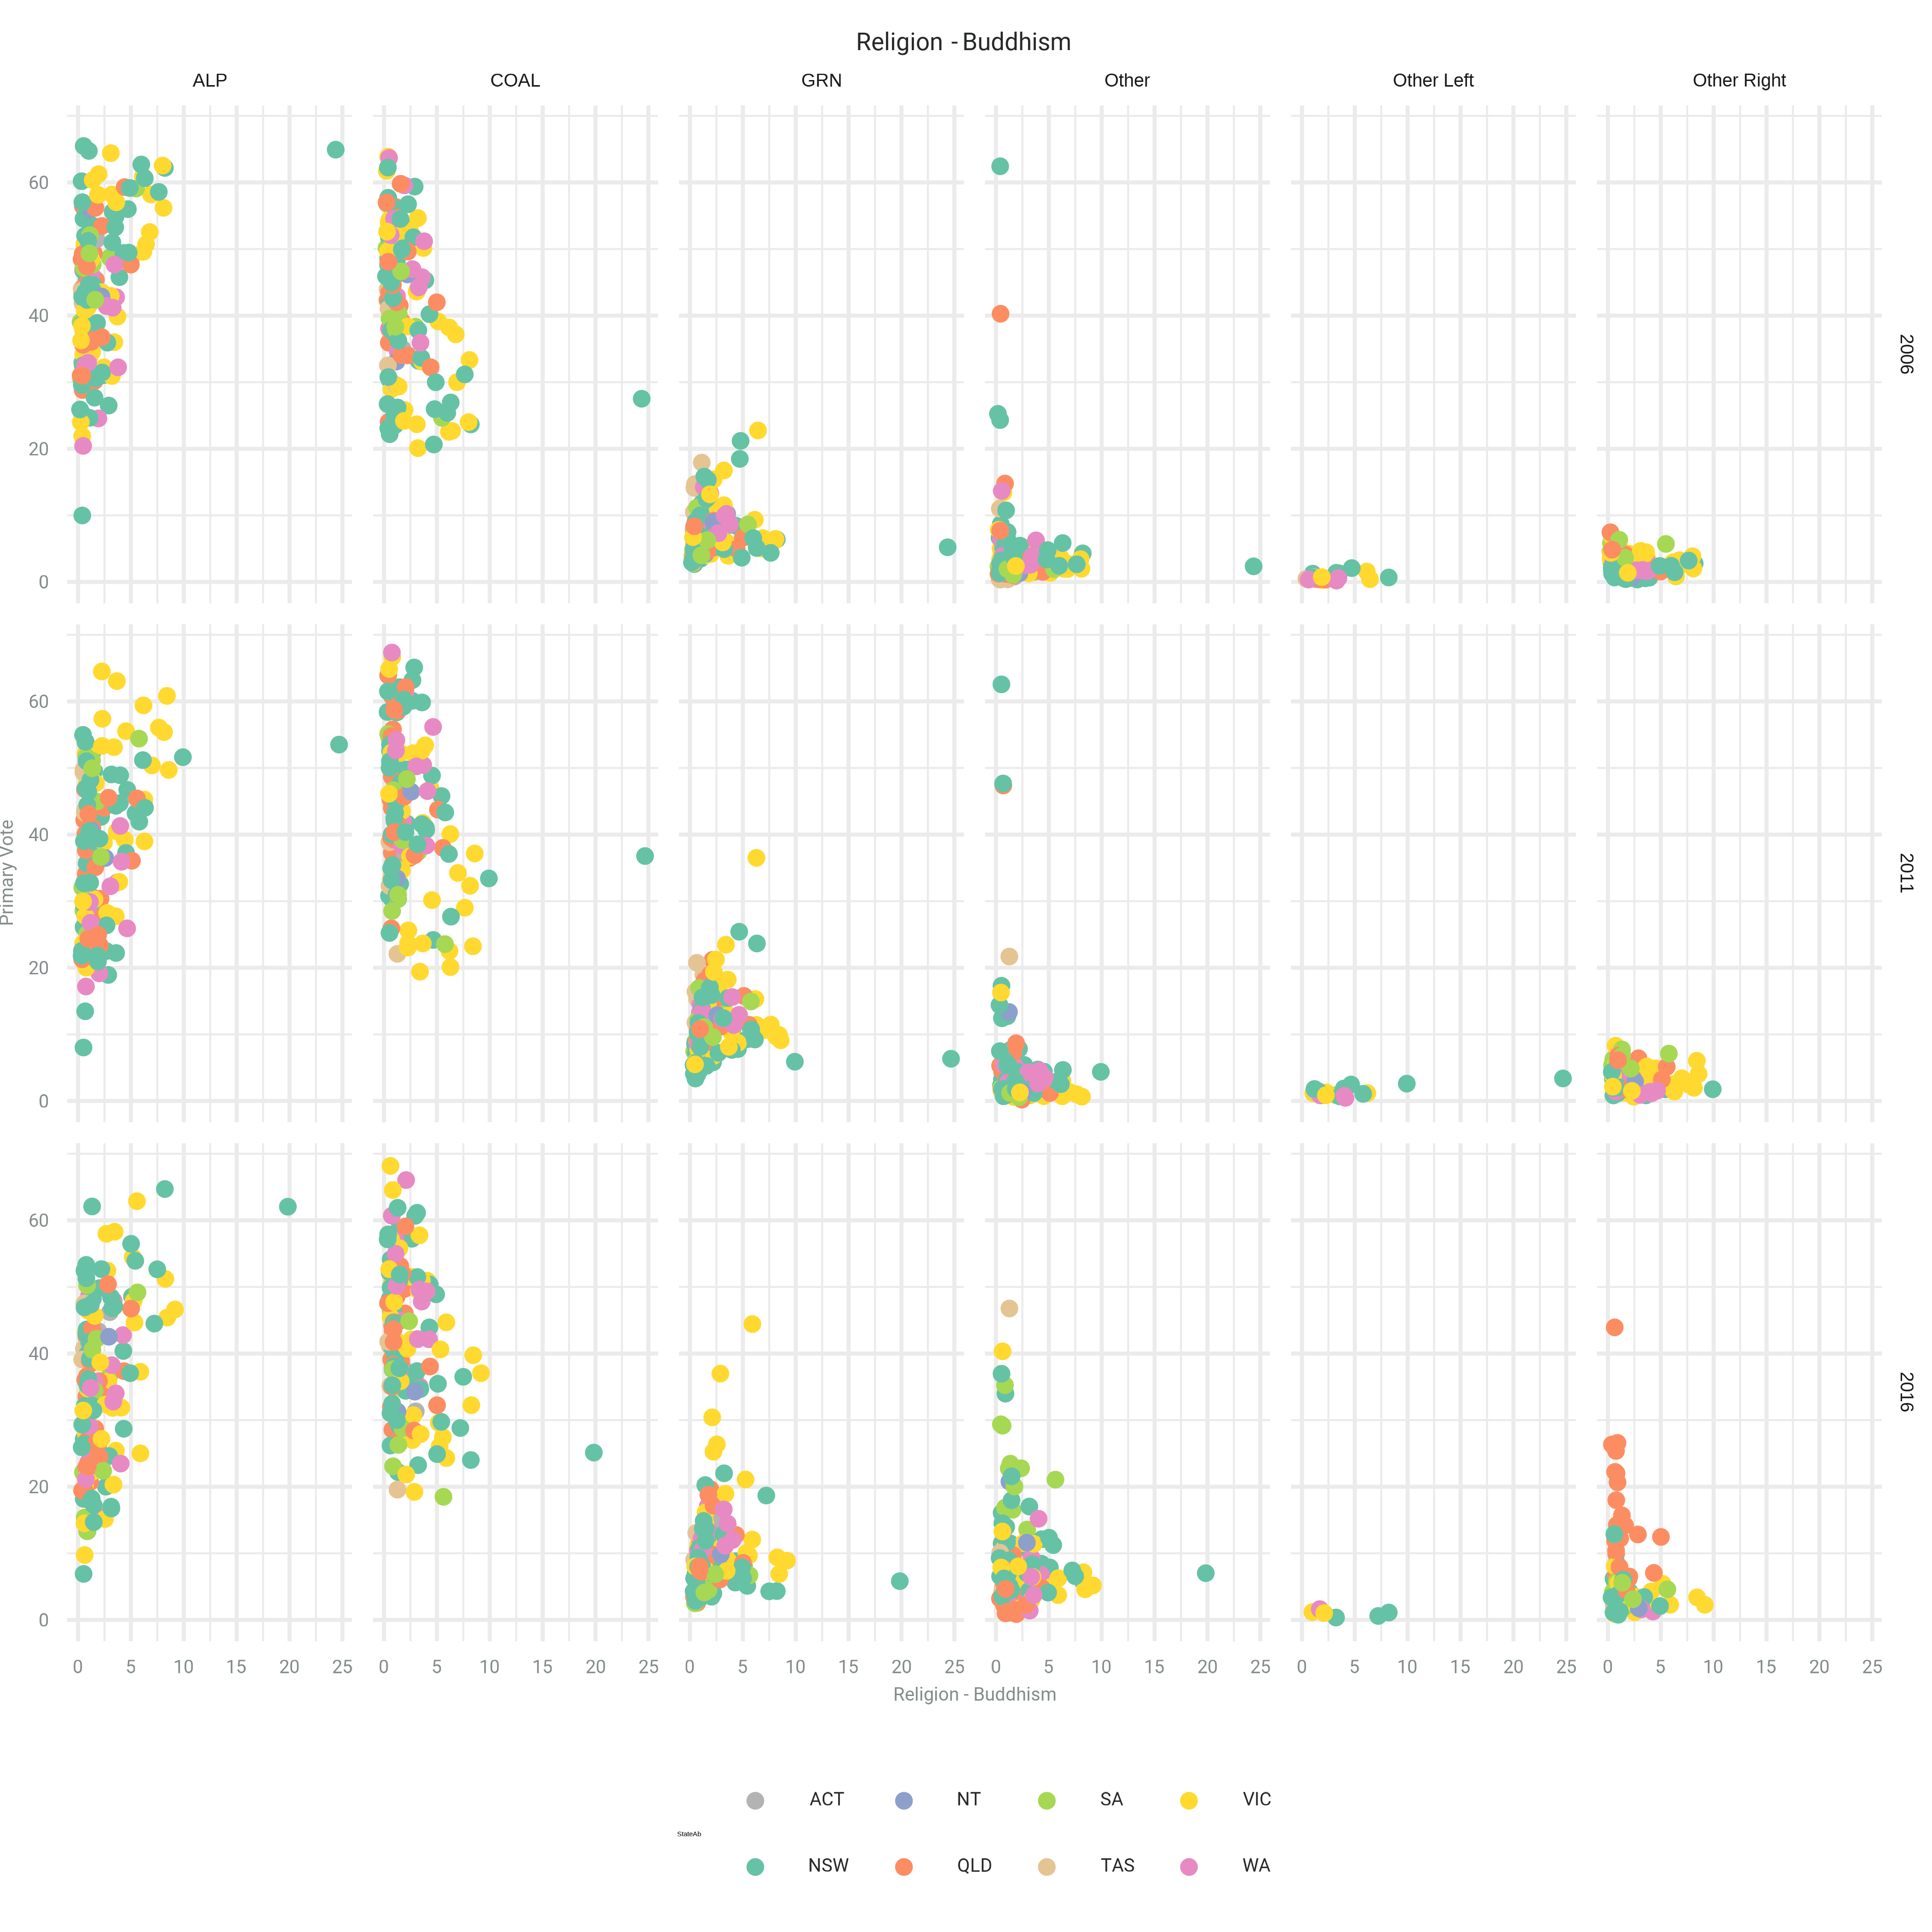 Religion - Buddhism
ALP COAL GRN Other Other Left Other Right
60
40
20
0
2006
60
40
20
0
2011
Primary Vote
60
40
20
0
2016
0 5 10 15 20 25 0 5 10 15 20 25 0 5 10 15 20 25 0 5 10 15 20 25 0 5 10 15 20 25 0 5 10 15 20 25
Religion - Buddhism
ACT NT SA VIC
StateAb
NSW QLD TAS WA